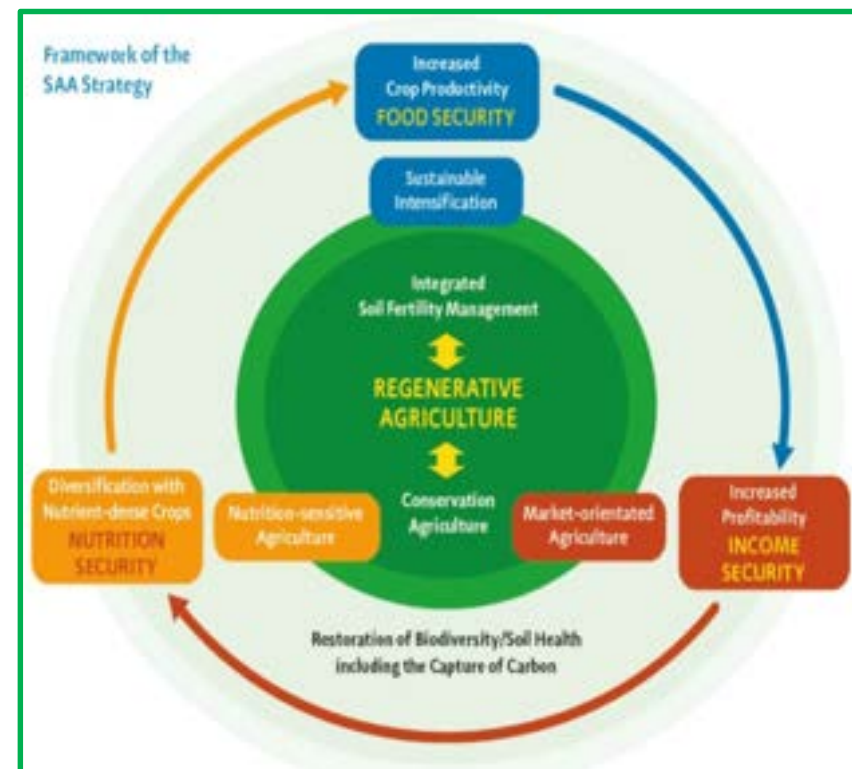 Framework of the
SAA Strategy
Increased
Crop Productivity
FOOD SECURITY
Sustainable
Intensification
Integrated
Soil Fertility Management
REGENERATIVE
AGRICULTURE
Conservation
Agriculture
Diversification with
Nutrient-dense Crops
NUTRITION
SECURITY
Nutrition-sensitive
Agriculture
Market-orientated
Agriculture
Increased
Profitability
INCOME
SECURITY
Restoration of Biodiversity/Soil Health
including the Capture of Carbon